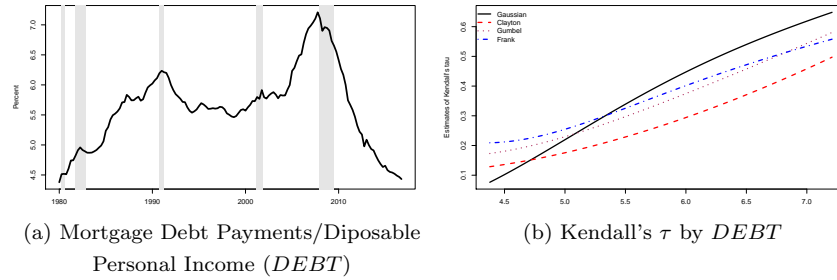 Percent
7.0
6.5
6.0
5.5
5.0
4.5
1980
1990
2000
2010
Gaussian
Clayton
Gumbel
Frank
Estimates of Kendall's tau
0.6
0.5
0.4
0.3
0.2
0.1
4.5
5.0
5.5
6.0
6.5
7.0
(a) Mortgage Debt Payments/Diposable
Personal Income (DEBT)
(b) Kendall's τ by DEBT